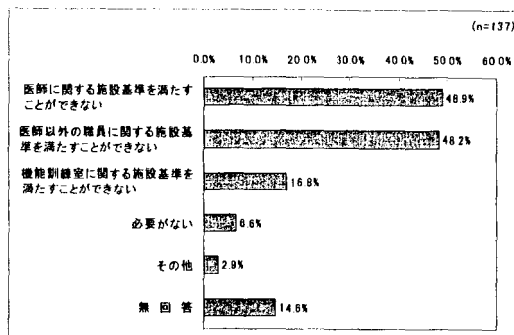 (n=137)
0.0% 10.0% 20.0% 30.0% 40.0% 50.0% 60.0%
医師に関する施設基準を満たす
ことができない
48.9%
医師以外の職員に関する施設基
準を満たすことができない
48.2%
機能訓練室に関する施設基準を
満たすことができない
16.8%
必要がない
6.6%
その他
2.9%
無 回 答
14.6%